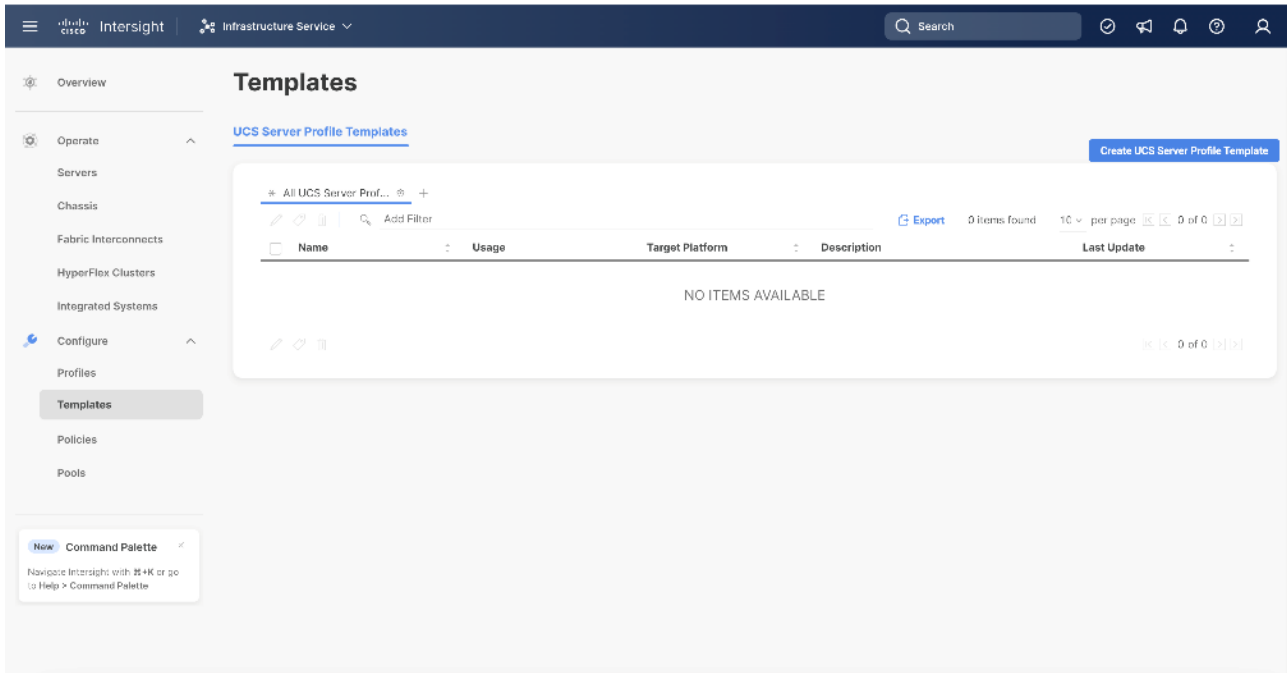 cisco Intersight Infrastructure Service Search
Templates
Overview
Operate
Servers
Chassis
Fabric Interconnects
HyperFlex Clusters
Integrated Systems
Configure
Profiles
Templates
Policies
Pools
New Command Palette
Navigate Intersight with ⌘+K or go
to Help > Command Palette
UCS Server Profile Templates
Create UCS Server Profile Template
All UCS Server Prof... +
Add Filter Export 0 items found 10 per page 0 of 0
Name Usage Target Platform Description Last Update
NO ITEMS AVAILABLE
0 of 0